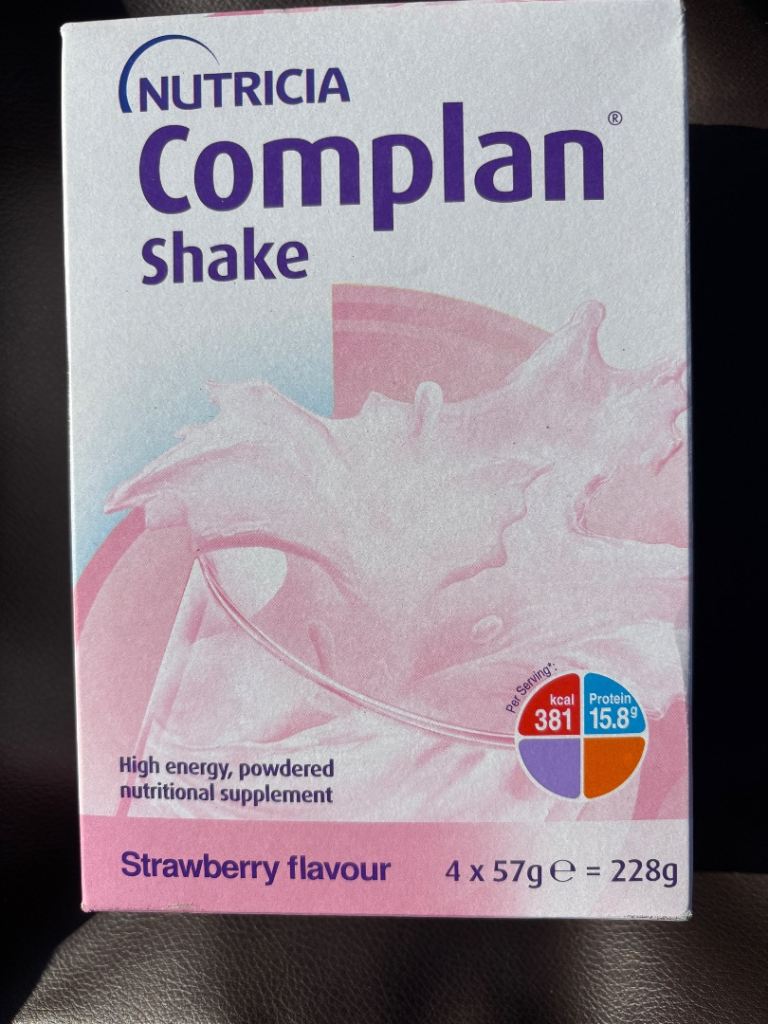 NUTRICIA
Complan®
Shake
Per Serving*:
kcal
381
Protein
15.8g
High energy, powdered
nutritional supplement
Strawberry flavour
4 x 57g ℮ = 228g